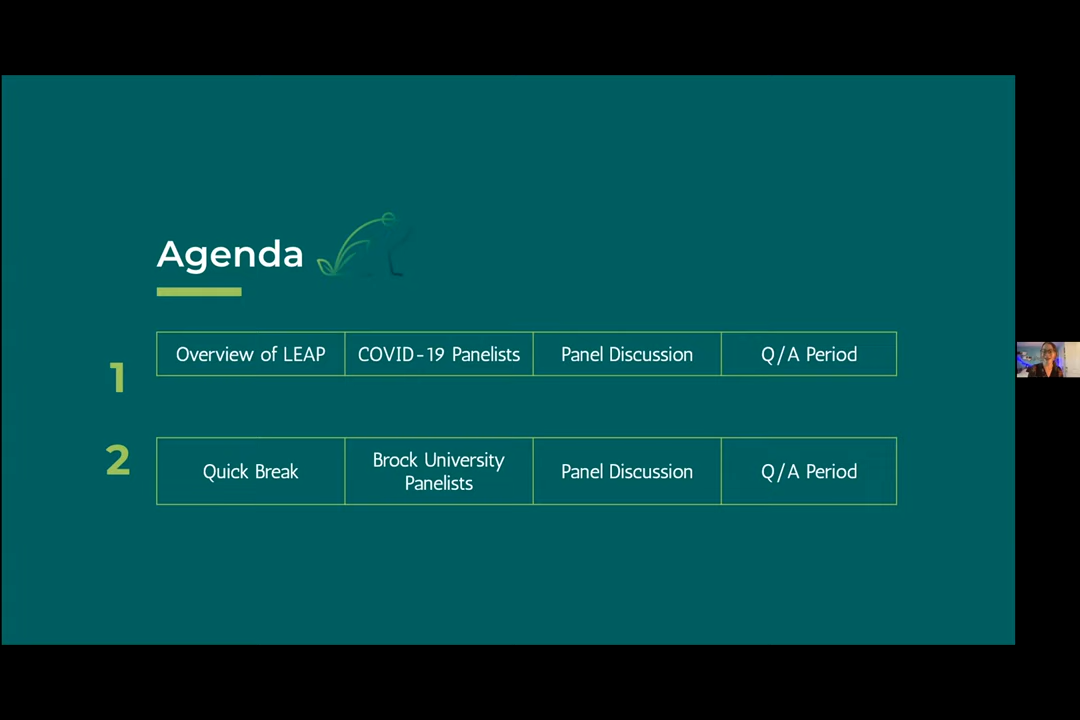 Agenda
1
Overview of LEAP
COVID-19 Panelists
Panel Discussion
Q/A Period
2
Quick Break
Brock University
Panelists
Panel Discussion
Q/A Period